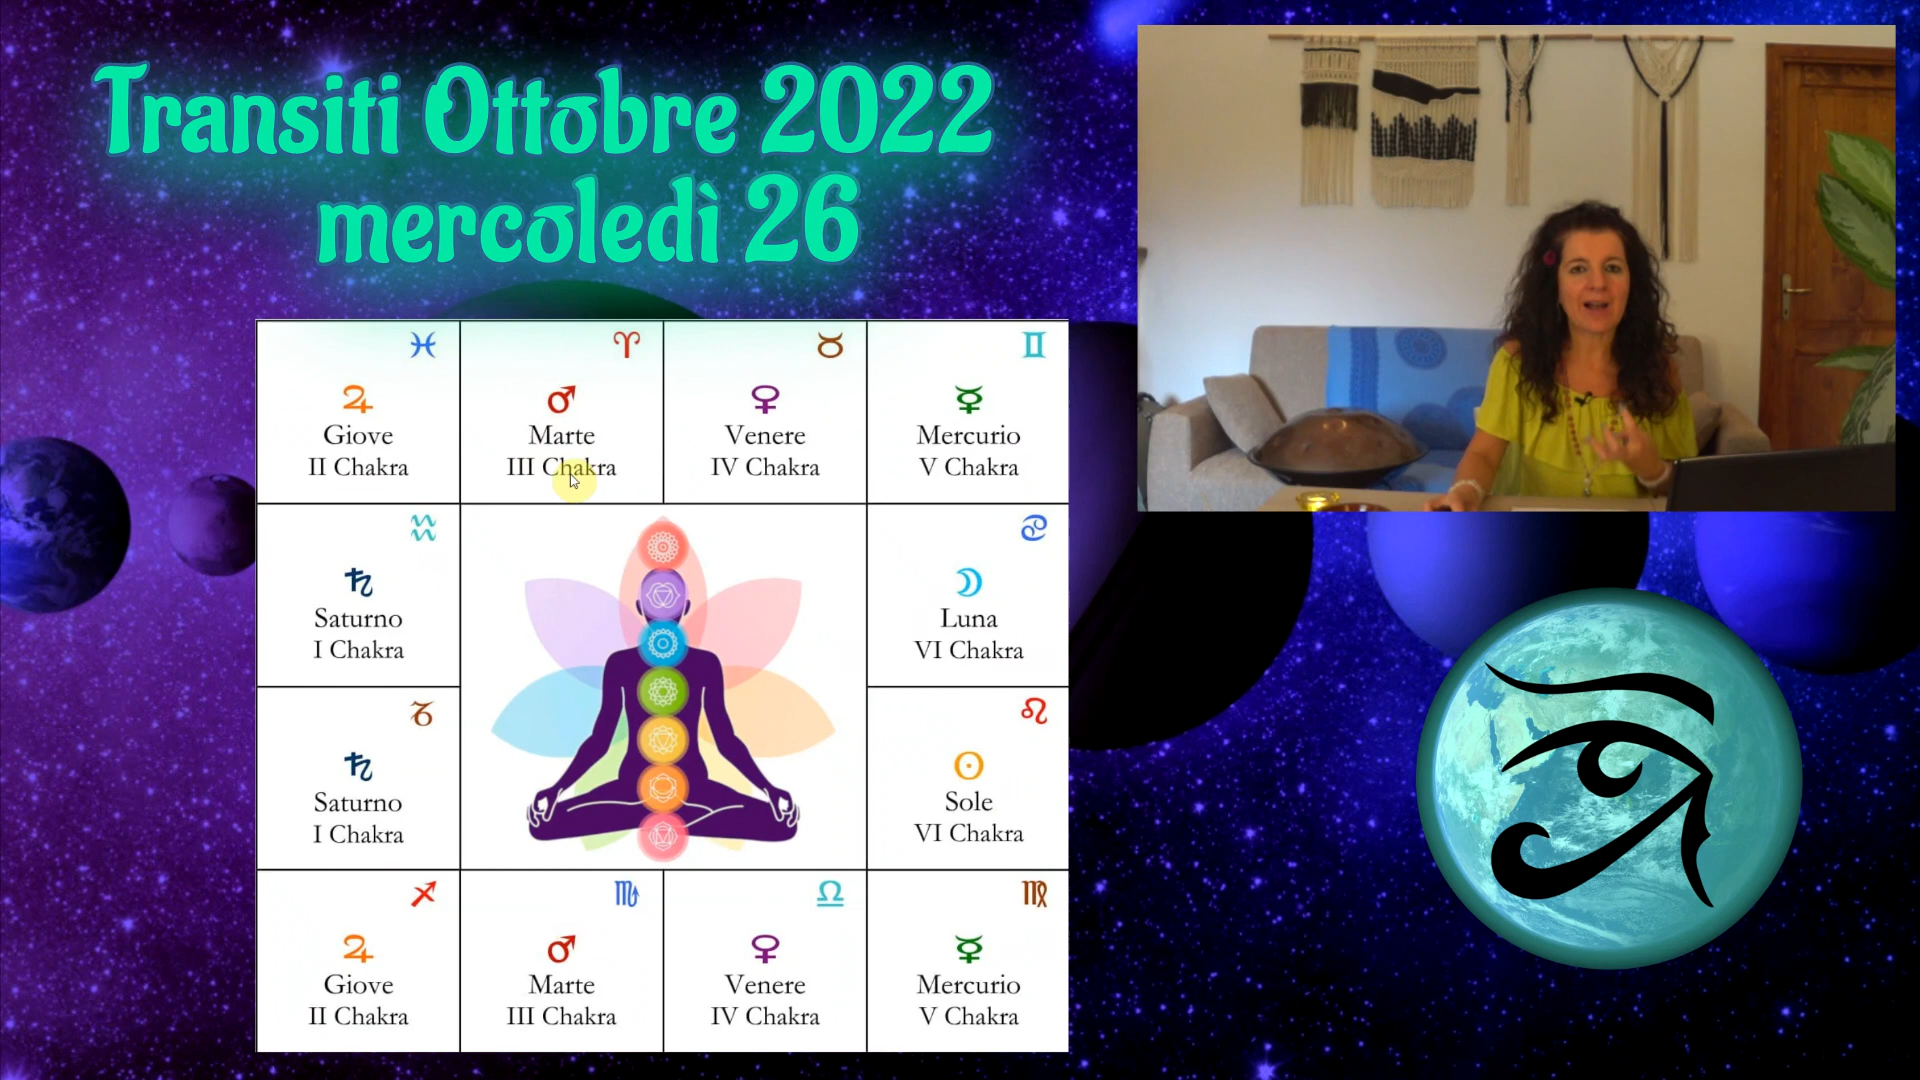 Transiti Ottobre 2022
mercoledì 26
♓ ♈ ♉ ♊
♃ ♂ ♀ ☿
Giove Marte Venere Mercurio
II Chakra III Chakra IV Chakra V Chakra
♒ ♋
♄ ☽
Saturno Luna
I Chakra VI Chakra
♑ ♌
♄ ☉
Saturno Sole
I Chakra VI Chakra
♐ ♏ ♎ ♍
♃ ♂ ♀ ☿
Giove Marte Venere Mercurio
II Chakra III Chakra IV Chakra V Chakra